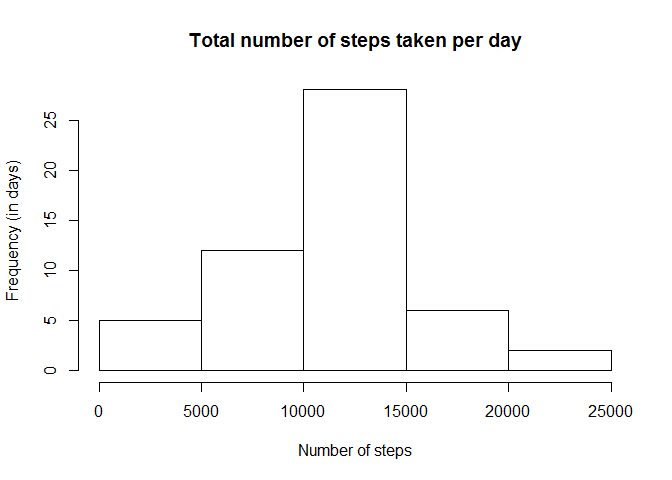 Total number of steps taken per day
Frequency (in days)
25
20
15
10
5
0
0 5000 10000 15000 20000 25000
Number of steps